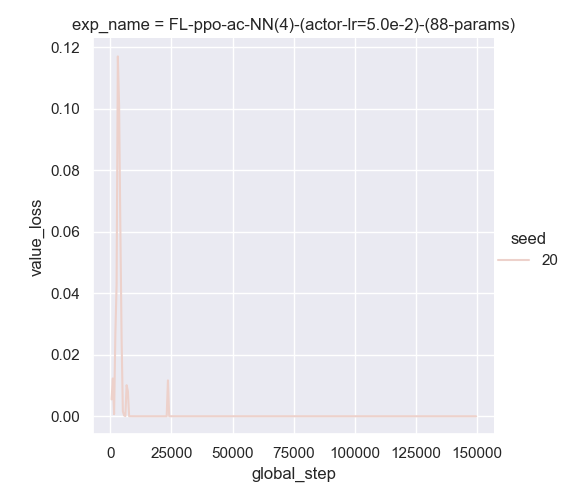 exp_name = FL-ppo-ac-NN(4)-(actor-lr=5.0e-2)-(88-params)
0.12
0.10
0.08
0.06
0.04
0.02
0.00
value_loss
seed
20
0 25000 50000 75000 100000 125000 150000
global_step